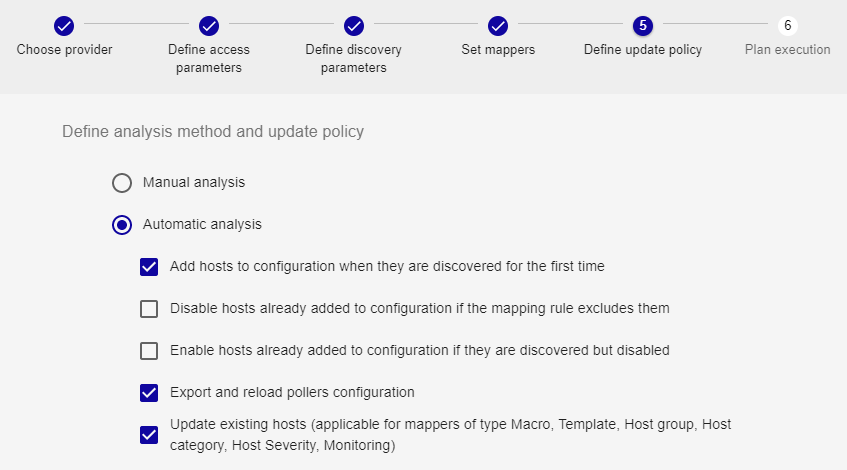 5
6
Choose provider
Define access
parameters
Define discovery
parameters
Set mappers
Define update policy
Plan execution
Define analysis method and update policy
Manual analysis
Automatic analysis
Add hosts to configuration when they are discovered for the first time
Disable hosts already added to configuration if the mapping rule excludes them
Enable hosts already added to configuration if they are discovered but disabled
Export and reload pollers configuration
Update existing hosts (applicable for mappers of type Macro, Template, Host group, Host
category, Host Severity, Monitoring)